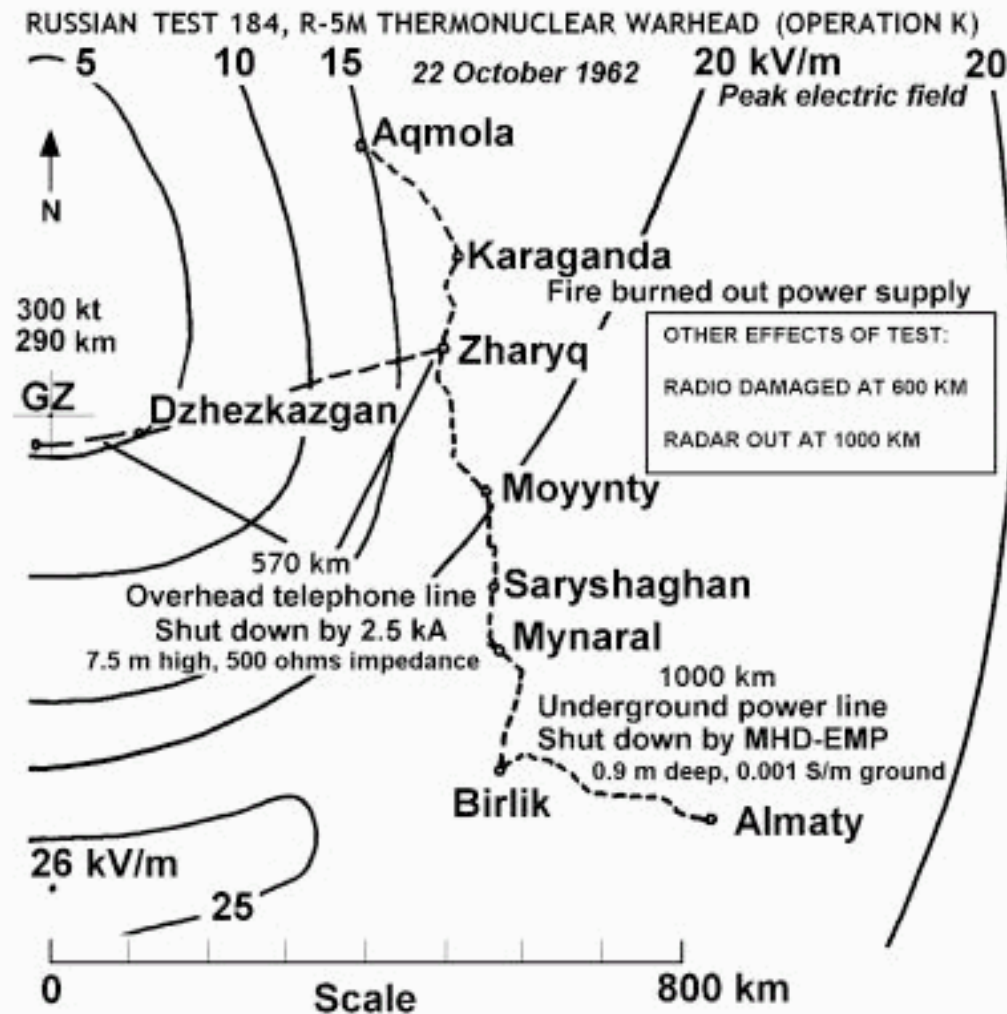 RUSSIAN TEST 184, R-5M THERMONUCLEAR WARHEAD (OPERATION K)
5
10
15
22 October 1962
20 kV/m
20
Peak electric field
Aqmola
N
Karaganda
300 kt
290 km
Fire burned out power supply
Zharyq
OTHER EFFECTS OF TEST:
RADIO DAMAGED AT 600 KM
RADAR OUT AT 1000 KM
GZ
Dzhezkazgan
Moyynty
570 km
Overhead telephone line
Shut down by 2.5 kA
7.5 m high, 500 ohms impedance
Saryshaghan
Mynaral
1000 km
Underground power line
Shut down by MHD-EMP
0.9 m deep, 0.001 S/m ground
Birlik
Almaty
26 kV/m
25
0
Scale
800 km